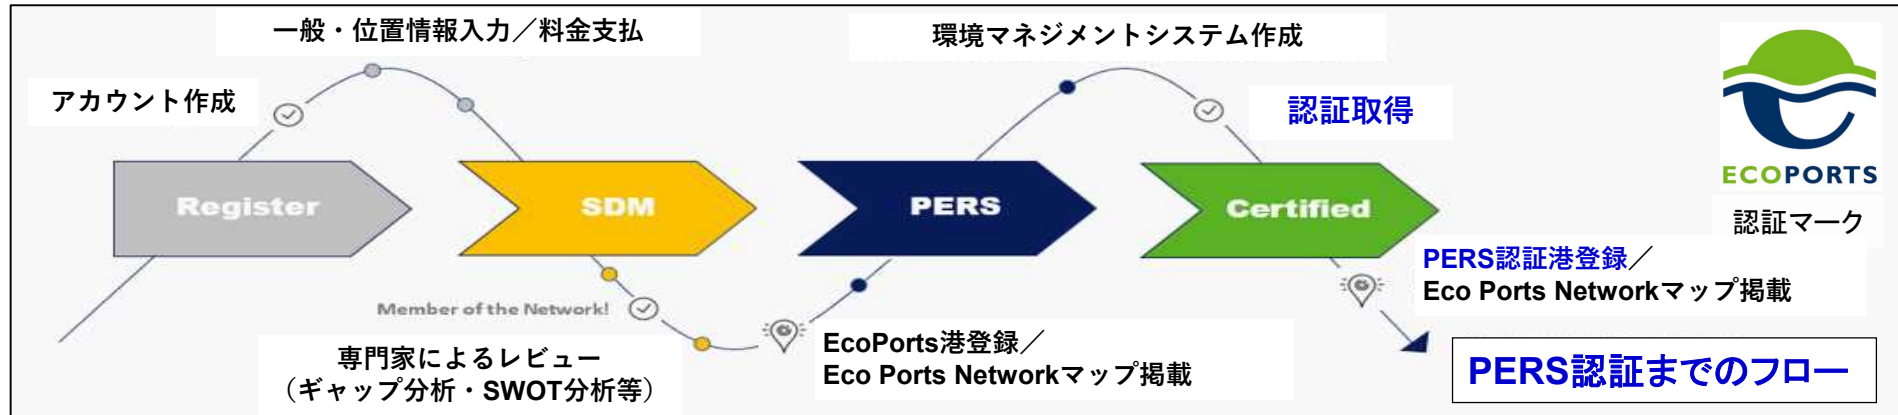 一般・位置情報入力／料金支払
環境マネジメントシステム作成
アカウント作成
認証取得
Register
SDM
PERS
Certified
ECOPORTS
認証マーク
PERS認証港登録／
Eco Ports Networkマップ掲載
Member of the Network!
専門家によるレビュー
（ギャップ分析・SWOT分析等）
EcoPorts港登録／
Eco Ports Networkマップ掲載
PERS認証までのフロー